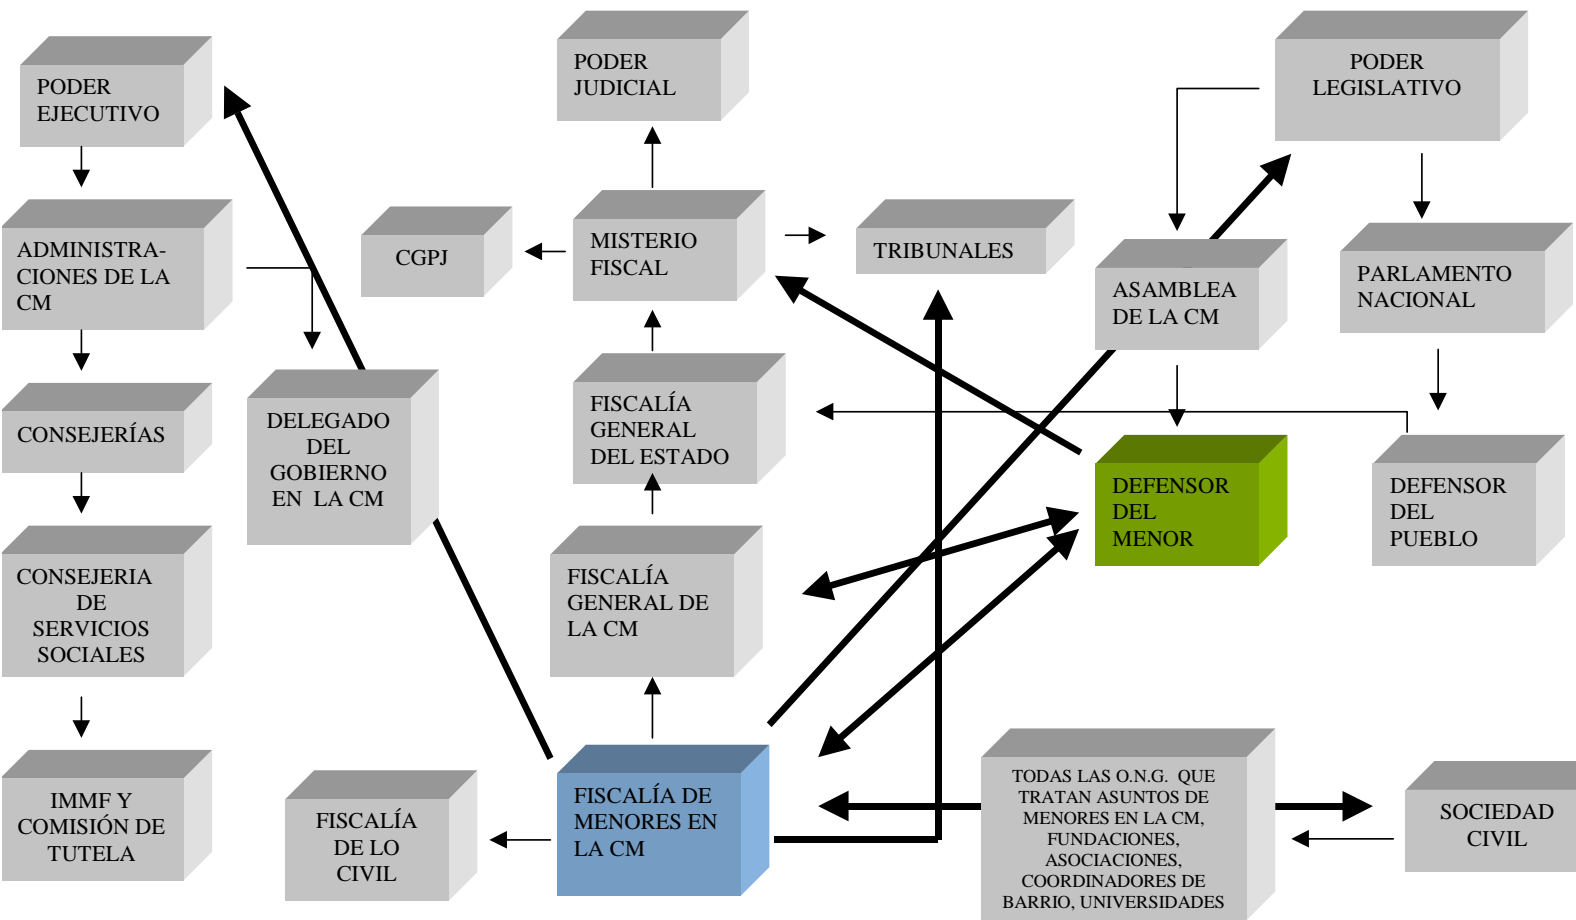 PODER
EJECUTIVO
PODER
JUDICIAL
PODER
LEGISLATIVO
ADMINISTRA-
CIONES DE LA
CM
CGPJ
MISTERIO
FISCAL
TRIBUNALES
ASAMBLEA
DE LA CM
PARLAMENTO
NACIONAL
CONSEJERÍAS
DELEGADO
DEL
GOBIERNO
EN LA CM
FISCALÍA
GENERAL
DEL ESTADO
DEFENSOR
DEL
MENOR
DEFENSOR
DEL
PUEBLO
CONSEJERIA
DE
SERVICIOS
SOCIALES
FISCALÍA
GENERAL DE
LA CM
IMMF Y
COMISIÓN DE
TUTELA
FISCALÍA
DE LO
CIVIL
FISCALÍA DE
MENORES EN
LA CM
TODAS LAS O.N.G. QUE
TRATAN ASUNTOS DE
MENORES EN LA CM,
FUNDACIONES,
ASOCIACIONES,
COORDINADORES DE
BARRIO, UNIVERSIDADES
SOCIEDAD
CIVIL